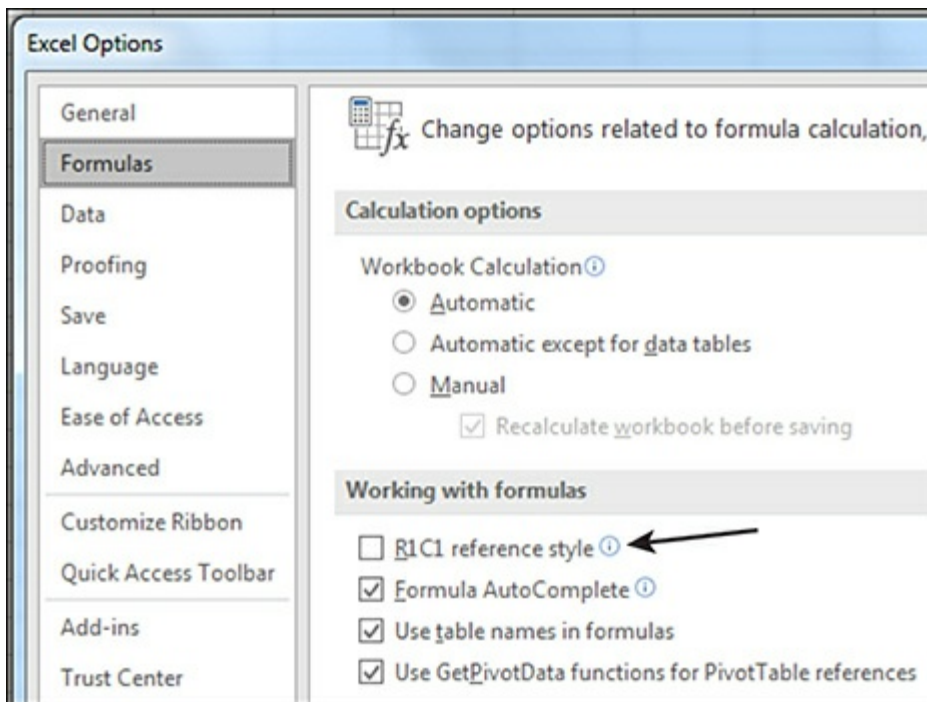 Excel Options
General
Formulas
Data
Proofing
Save
Language
Ease of Access
Advanced
Customize Ribbon
Quick Access Toolbar
Add-ins
Trust Center
fx Change options related to formula calculation,
Calculation options
Workbook Calculation
Automatic
Automatic except for data tables
Manual
Recalculate workbook before saving
Working with formulas
R1C1 reference style
Formula AutoComplete
Use table names in formulas
Use GetPivotData functions for PivotTable references